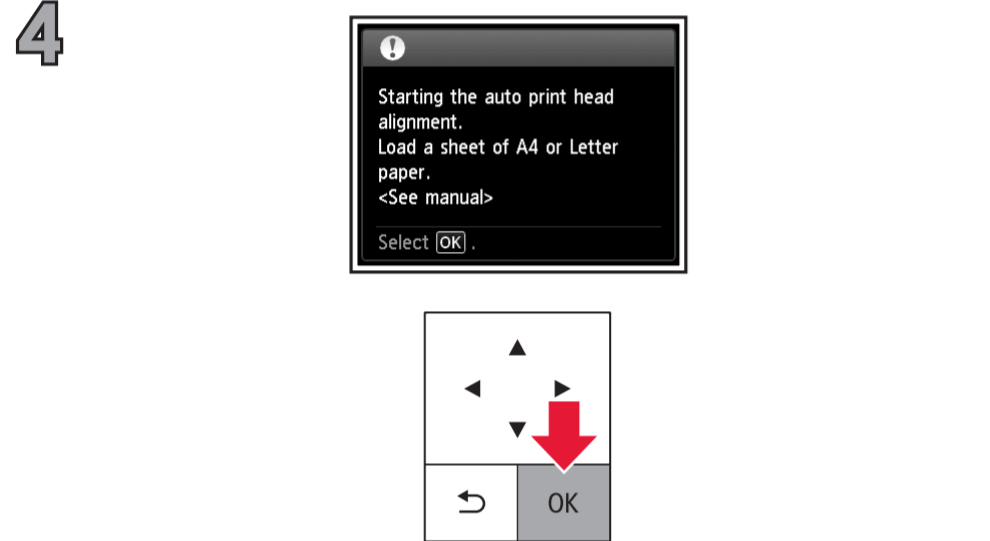 4
Starting the auto print head
alignment.
Load a sheet of A4 or Letter
paper.
<See manual>
Select OK .
OK